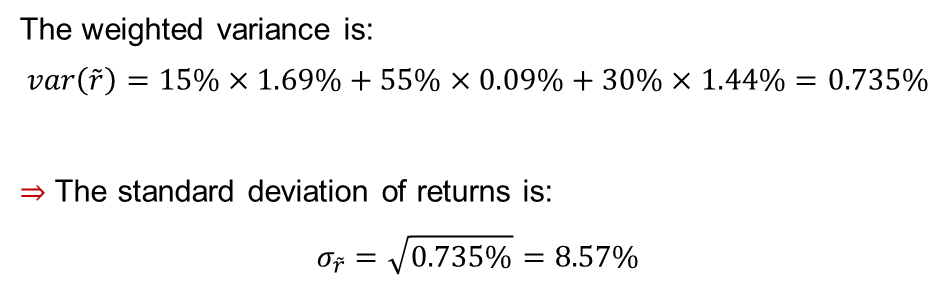 The weighted variance is:
𝑣𝑎𝑟(𝑟̃) = 15% × 1.69% + 55% × 0.09% + 30% × 1.44% = 0.735%
⇒ The standard deviation of returns is:
𝜎𝑟̃ = √0.735% = 8.57%